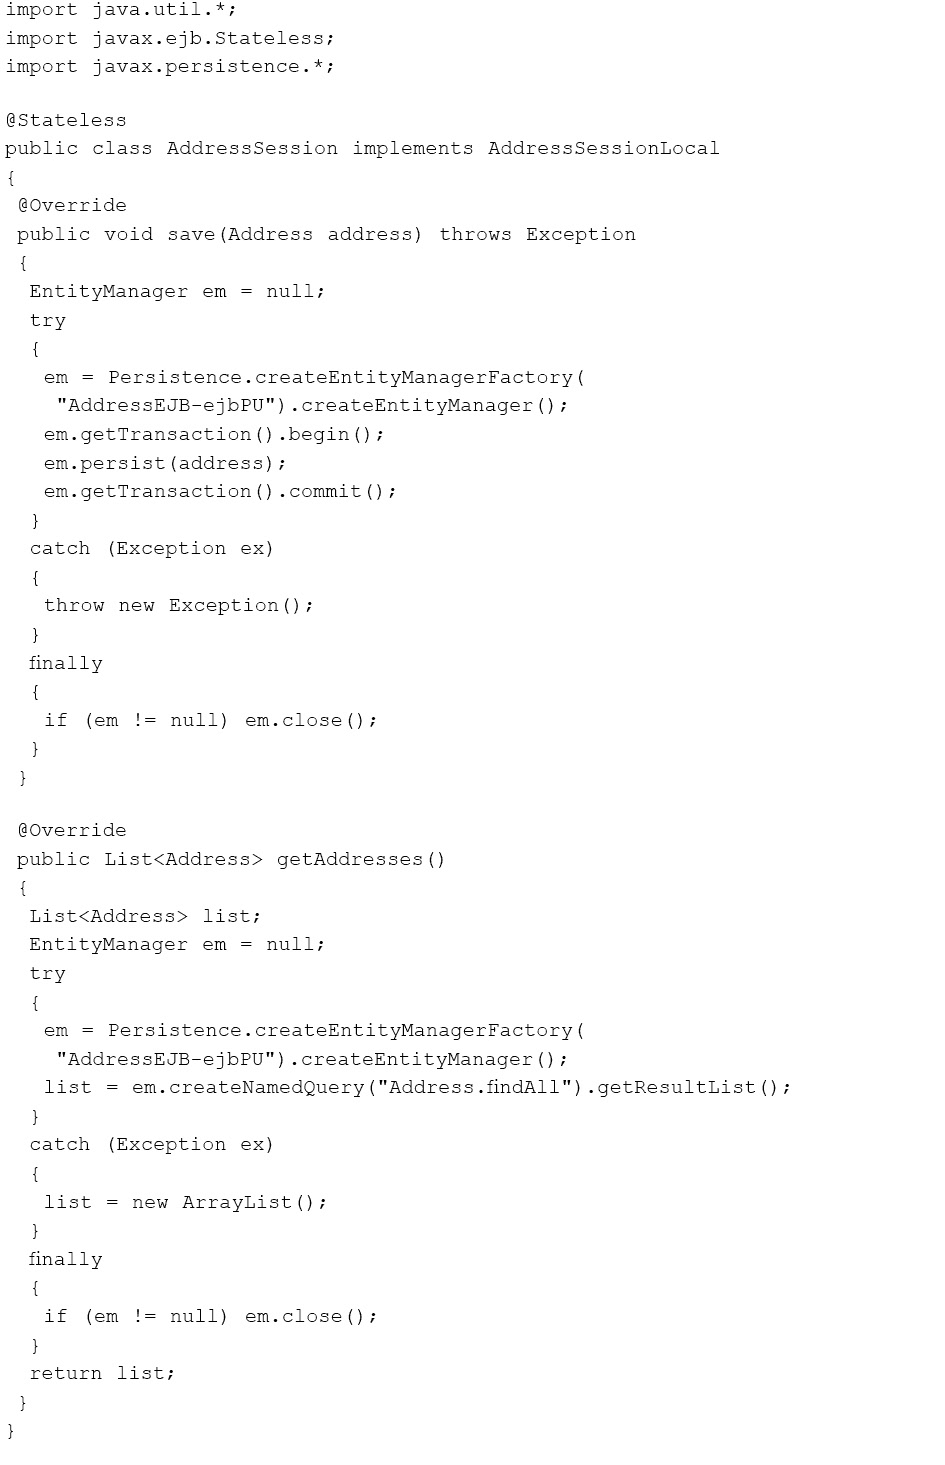 import java.util.*;
import javax.ejb.Stateless;
import javax.persistence.*;

@Stateless
public class AddressSession implements AddressSessionLocal
{
 @Override
 public void save(Address address) throws Exception
 {
  EntityManager em = null;
  try
  {
   em = Persistence.createEntityManagerFactory(
    "AddressEJB-ejbPU").createEntityManager();
   em.getTransaction().begin();
   em.persist(address);
   em.getTransaction().commit();
  }
  catch (Exception ex)
  {
   throw new Exception();
  }
  finally
  {
   if (em != null) em.close();
  }
 }

 @Override
 public List<Address> getAddresses()
 {
  List<Address> list;
  EntityManager em = null;
  try
  {
   em = Persistence.createEntityManagerFactory(
    "AddressEJB-ejbPU").createEntityManager();
   list = em.createNamedQuery("Address.findAll").getResultList();
  }
  catch (Exception ex)
  {
   list = new ArrayList();
  }
  finally
  {
   if (em != null) em.close();
  }
  return list;
 }
}